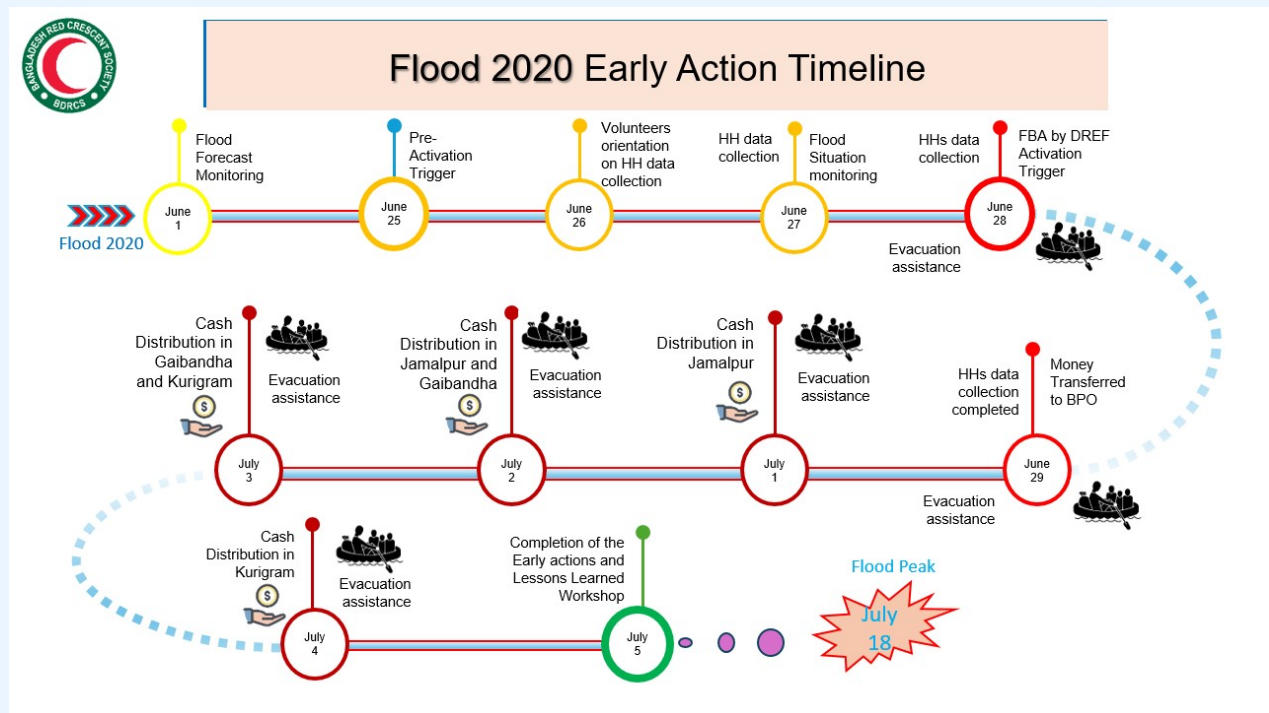 BANGLADESH RED CRESCENT SOCIETY
BDRCS
Flood 2020 Early Action Timeline
Flood 2020
Flood
Forecast
Monitoring
June
1
Pre-
Activation
Trigger
June
25
Volunteers
orientation
on HH data
collection
June
26
HH data
collection
Flood
Situation
monitoring
June
27
HHs data
collection
FBA by DREF
Activation
Trigger
June
28
Evacuation
assistance
HHs data
collection
completed
Money
Transferred
to BPO
June
29
Evacuation
assistance
Cash
Distribution in
Jamalpur
$
Evacuation
assistance
July
1
Cash
Distribution in
Jamalpur and
Gaibandha
$
Evacuation
assistance
July
2
Cash
Distribution in
Gaibandha
and Kurigram
$
Evacuation
assistance
July
3
Cash
Distribution in
Kurigram
$
Evacuation
assistance
July
4
Completion of the
Early actions and
Lessons Learned
Workshop
July
5
Flood Peak
July
18